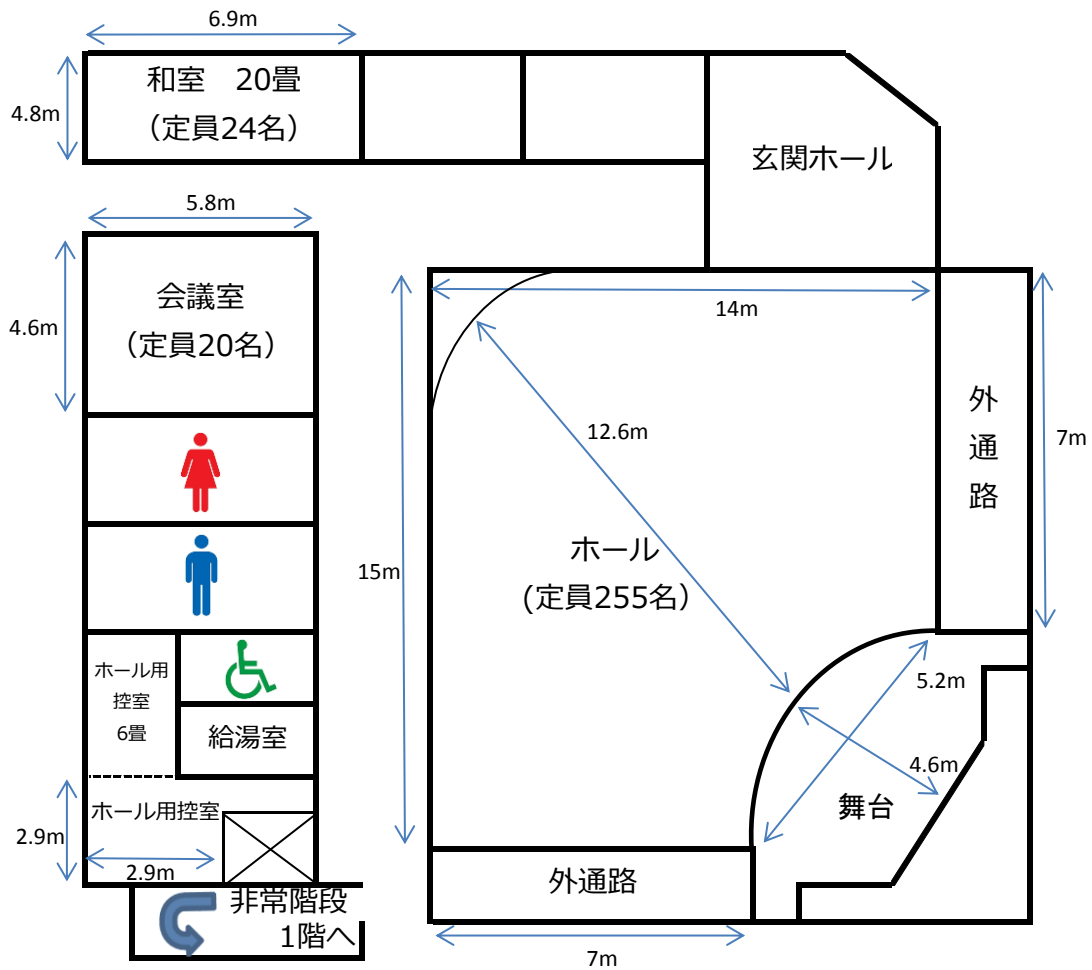 6.9m
4.8m
和室　20畳
（定員24名）
玄関ホール
5.8m
4.6m
会議室
（定員20名）
14m
12.6m
外通路
7m
15m
ホール
(定員255名）
ホール用
控室
6畳
給湯室
5.2m
4.6m
舞台
2.9m
ホール用控室
2.9m
外通路
非常階段
1階へ
7m